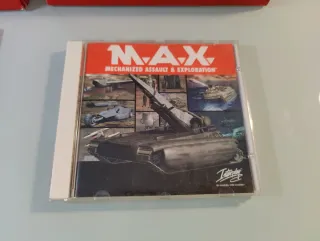 M.A.X.
MECHANIZED ASSAULT & EXPLORATION
Interplay